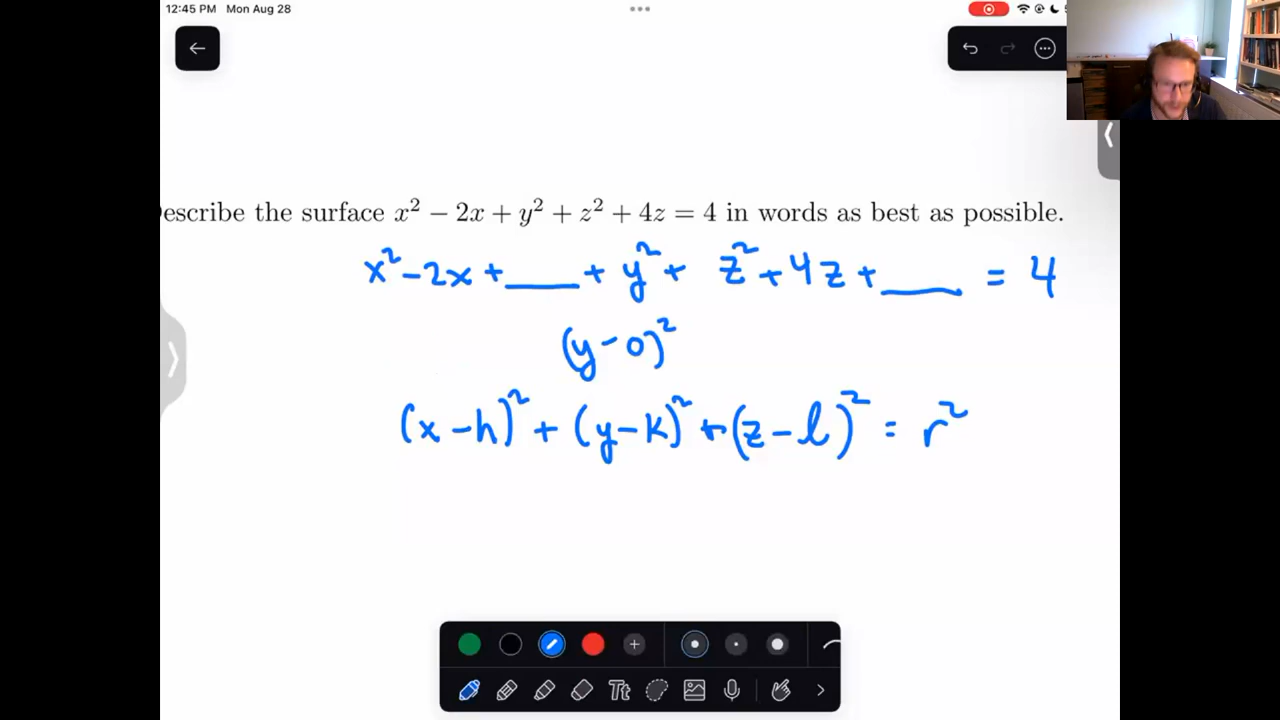 12:45 PM Mon Aug 28
escribe the surface x² − 2x + y² + z² + 4z = 4 in words as best as possible.
x² − 2x + ___ + y² + z² + 4z + ___ = 4
(y − 0)²
(x − h)² + (y − k)² + (z − l)² = r²
Tt